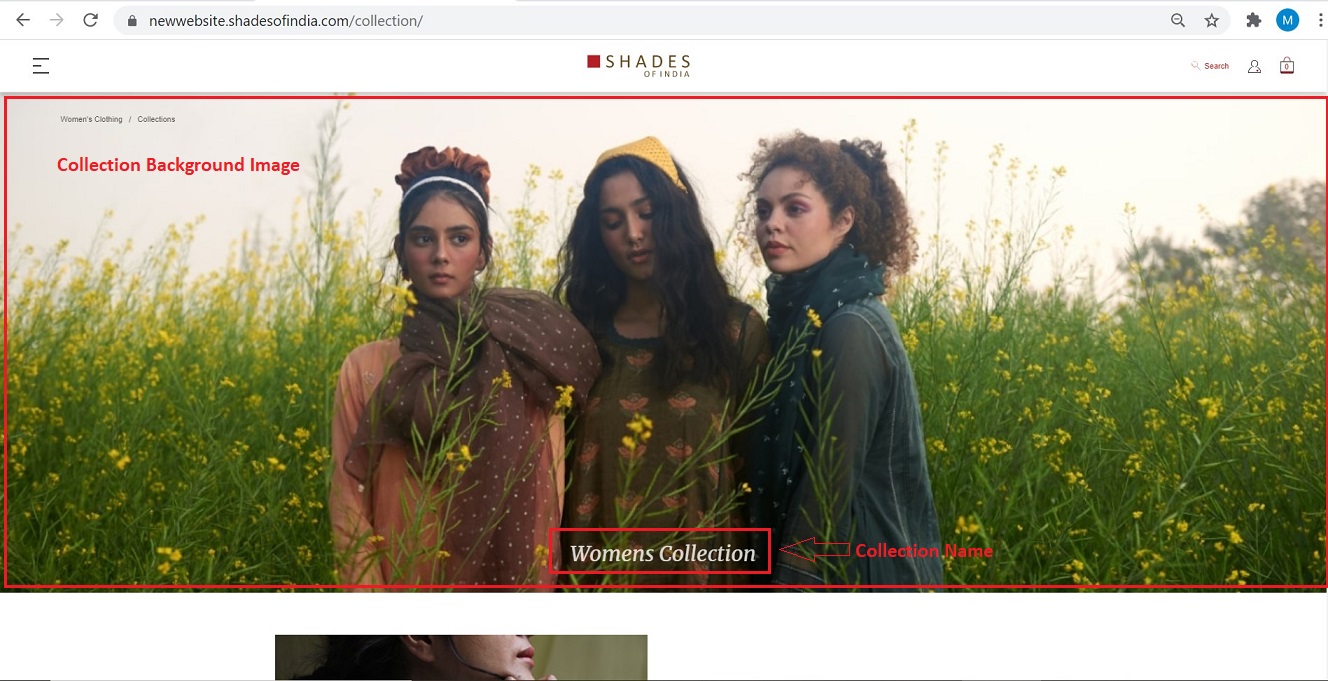 newwebsite.shadesofindia.com/collection/
M
SHADES
OF INDIA
Search
0
Women's Clothing / Collections
Collection Background Image
Womens Collection
Collection Name